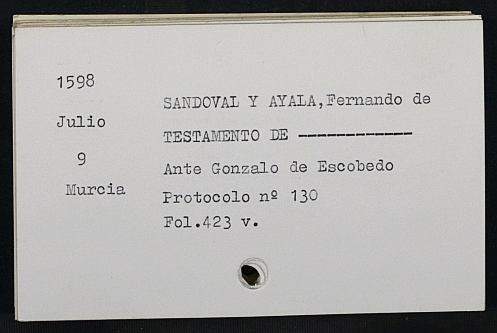 1598
Julio
9
Murcia
SANDOVAL Y AYALA,Fernando de
TESTAMENTO DE ------------
Ante Gonzalo de Escobedo
Protocolo nº 130
Fol.423 v.